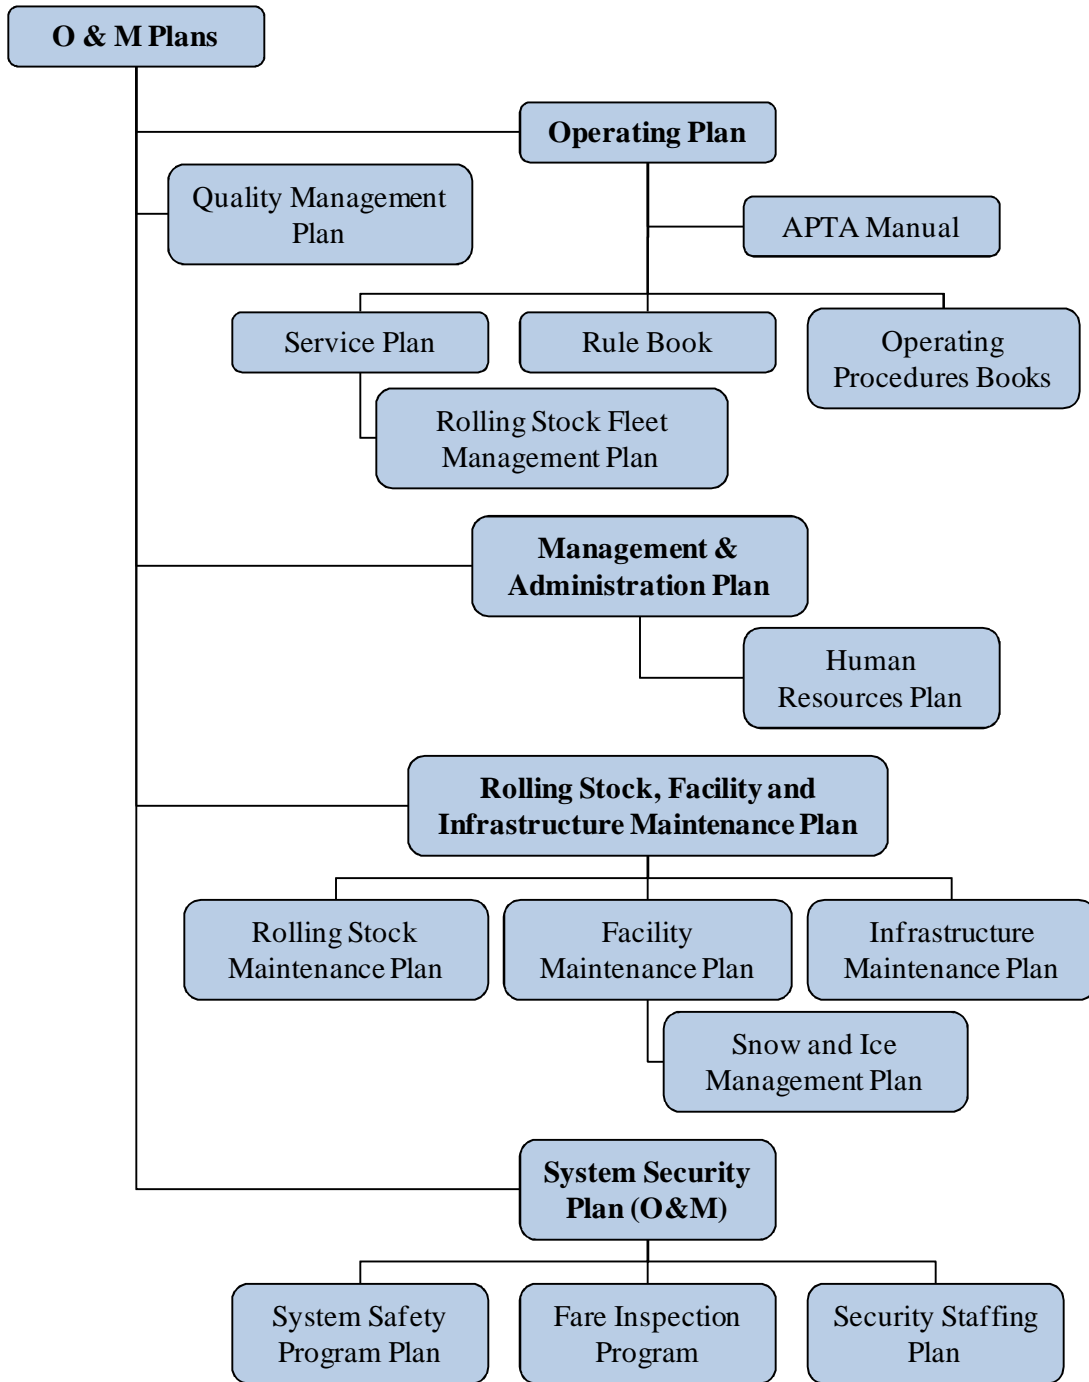 O & M Plans
Operating Plan
Quality Management
Plan
APTA Manual
Service Plan
Rule Book
Operating
Procedures Books
Rolling Stock Fleet
Management Plan
Management &
Administration Plan
Human
Resources Plan
Rolling Stock, Facility and
Infrastructure Maintenance Plan
Rolling Stock
Maintenance Plan
Facility
Maintenance Plan
Infrastructure
Maintenance Plan
Snow and Ice
Management Plan
System Security
Plan (O&M)
System Safety
Program Plan
Fare Inspection
Program
Security Staffing
Plan